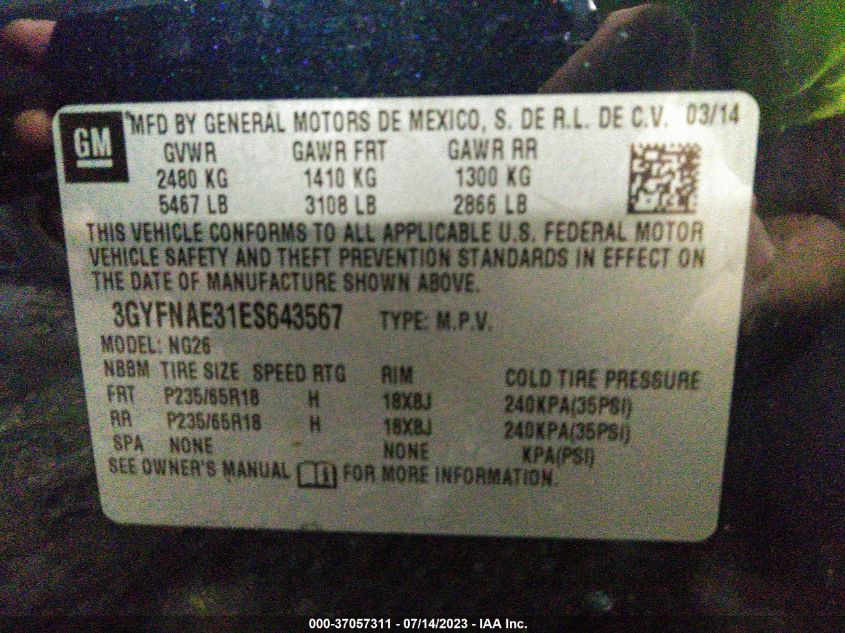 GM
MFD BY GENERAL MOTORS DE MEXICO, S. DE R.L. DE C.V. 03/14
GVWR GAWR FRT GAWR RR
2480 KG 1410 KG 1300 KG
5467 LB 3108 LB 2866 LB
THIS VEHICLE CONFORMS TO ALL APPLICABLE U.S. FEDERAL MOTOR
VEHICLE SAFETY AND THEFT PREVENTION STANDARDS IN EFFECT ON
THE DATE OF MANUFACTURE SHOWN ABOVE.
3GYFNAE31ES643567 TYPE: M.P.V.
MODEL: NG26
NBBM TIRE SIZE SPEED RTG RIM COLD TIRE PRESSURE
FRT P235/65R18 H 18X8J 240KPA(35PSI)
RR P235/65R18 H 18X8J 240KPA(35PSI)
SPA NONE NONE KPA(PSI)
SEE OWNER'S MANUAL FOR MORE INFORMATION.
000-37057311 - 07/14/2023 - IAA Inc.